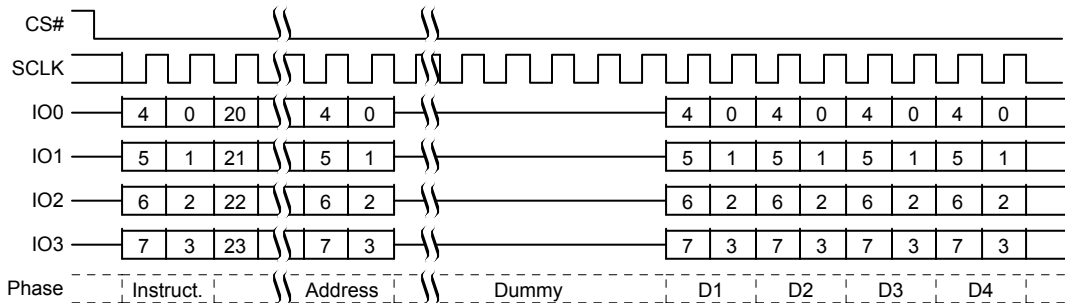 CS#
SCLK
IO0 4 0 20 4 0 4 0 4 0 4 0 4 0
IO1 5 1 21 5 1 5 1 5 1 5 1 5 1
IO2 6 2 22 6 2 6 2 6 2 6 2 6 2
IO3 7 3 23 7 3 7 3 7 3 7 3 7 3
Phase Instruct. Address Dummy D1 D2 D3 D4